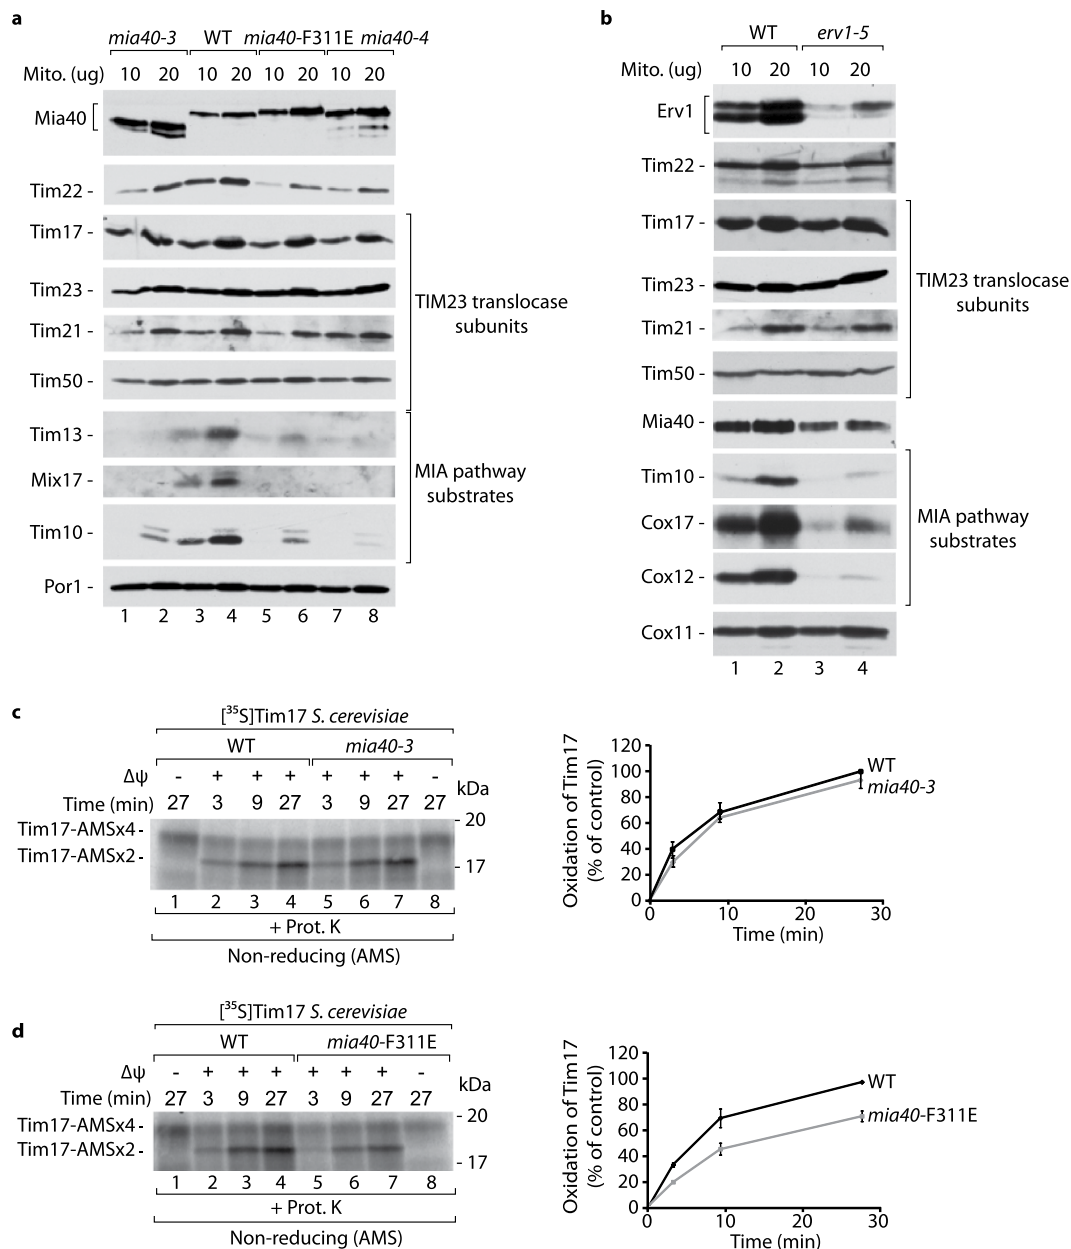 a
mia40-3 WT mia40-F311E mia40-4
Mito. (ug) 10 20 10 20 10 20 10 20
Mia40
Tim22 -
Tim17 -
Tim23 -
TIM23 translocase
subunits
Tim21 -
Tim50 -
Tim13 -
Mix17 -
MIA pathway
substrates
Tim10 -
Por1 -
1 2 3 4 5 6 7 8
b
WT erv1-5
Mito. (ug) 10 20 10 20
Erv1
Tim22 -
Tim17 -
Tim23 -
TIM23 translocase
subunits
Tim21 -
Tim50 -
Mia40 -
Tim10 -
Cox17 -
MIA pathway
substrates
Cox12 -
Cox11 -
1 2 3 4
c
[³⁵S]Tim17 S. cerevisiae
WT mia40-3
Δψ - + + + + + + -
kDa
Time (min) 27 3 9 27 3 9 27 27
Tim17-AMSx4 -
- 20
Tim17-AMSx2 -
- 17
1 2 3 4 5 6 7 8
+ Prot. K
Non-reducing (AMS)
Oxidation of Tim17
(% of control)
120
100
80
60
40
20
0
0 10 20 30
Time (min)
WT
mia40-3
d
[³⁵S]Tim17 S. cerevisiae
WT mia40-F311E
Δψ - + + + + + + -
kDa
Time (min) 27 3 9 27 3 9 27 27
Tim17-AMSx4 -
- 20
Tim17-AMSx2 -
- 17
1 2 3 4 5 6 7 8
+ Prot. K
Non-reducing (AMS)
Oxidation of Tim17
(% of control)
120
100
80
60
40
20
0
0 10 20 30
Time (min)
WT
mia40-F311E